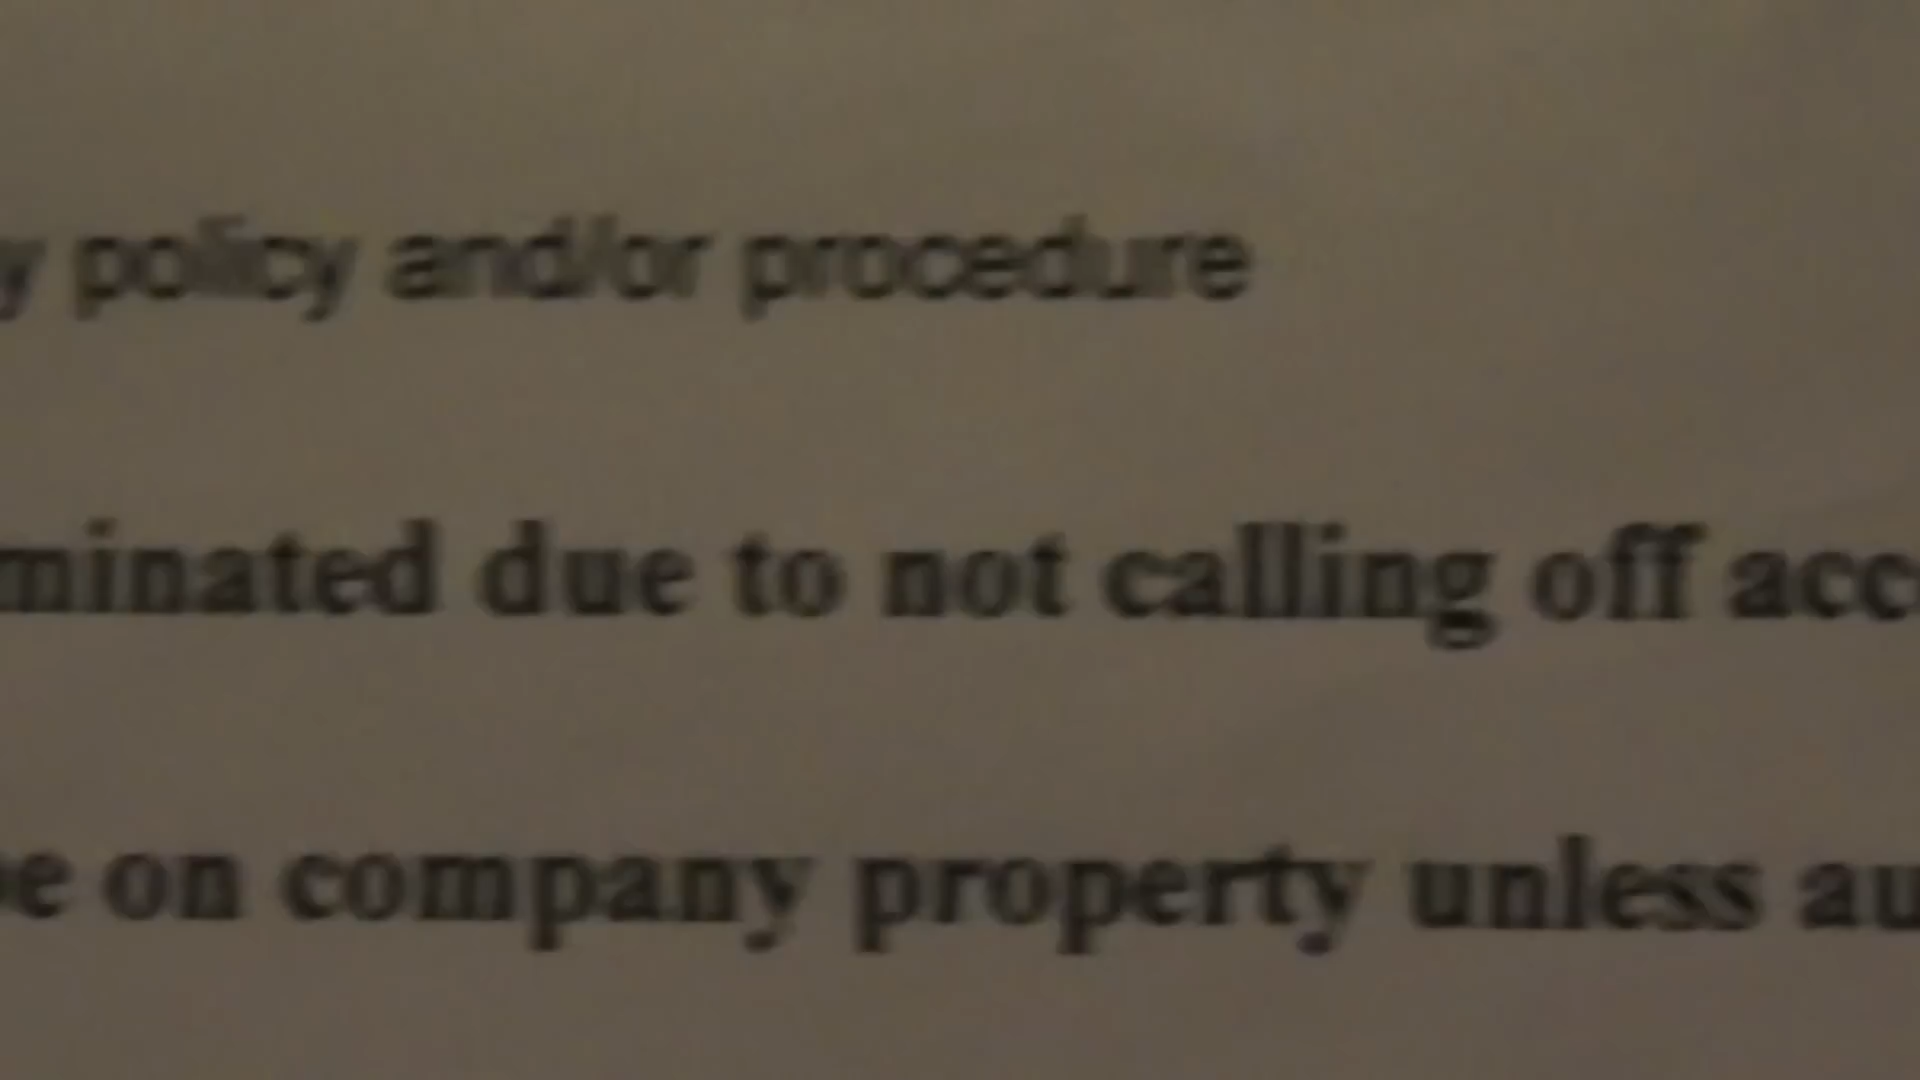 y policy and/or procedure
minated due to not calling off acc
e on company property unless au